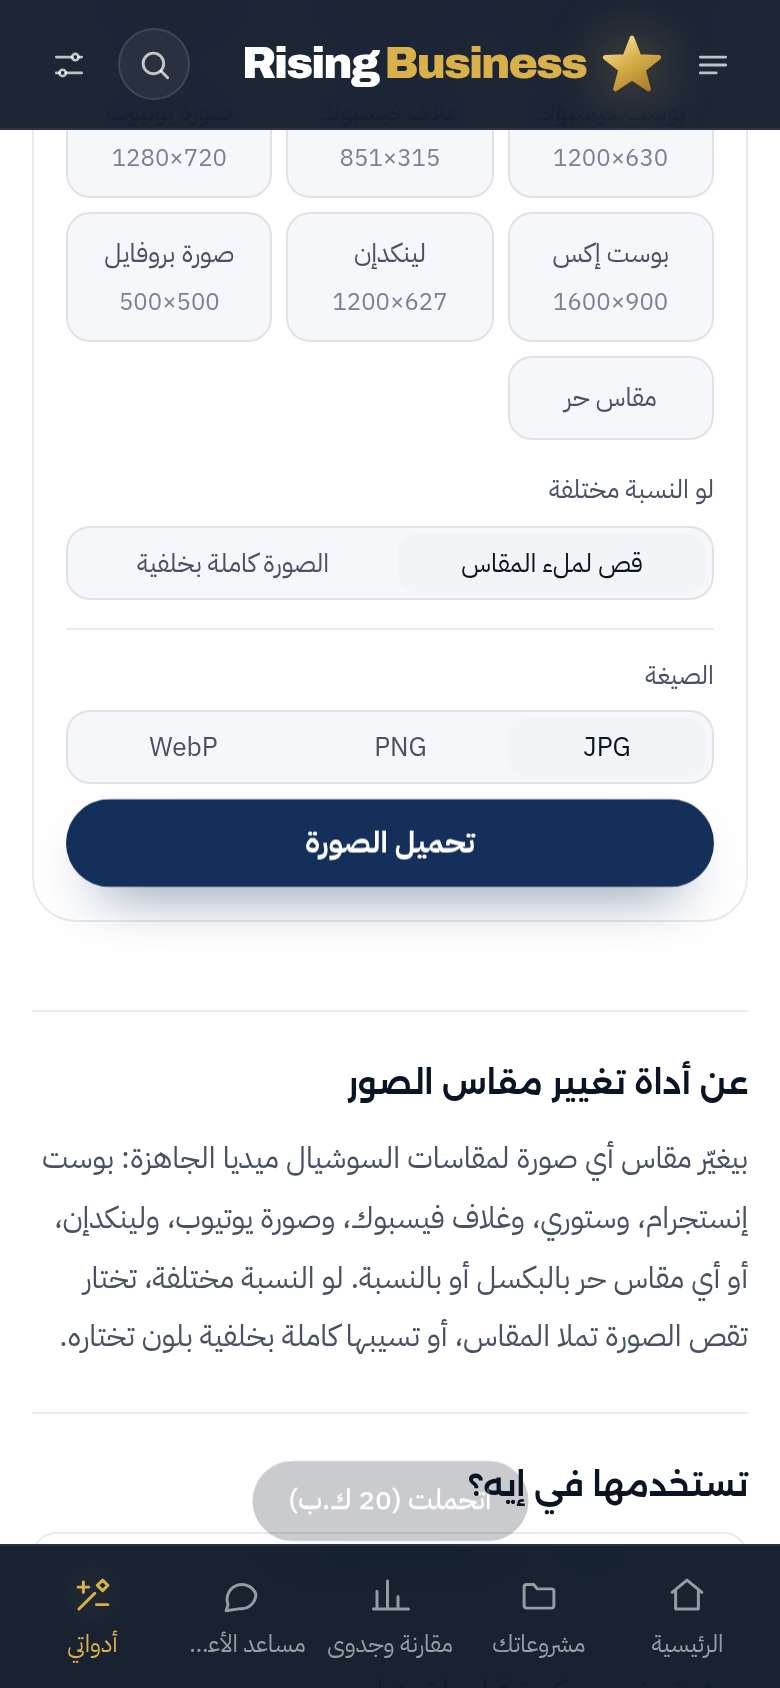 Rising Business
1200×630
851×315
1280×720
بوست إكس
لينكدإن
صورة بروفايل
1600×900
1200×627
500×500
مقاس حر
لو النسبة مختلفة
قص لملء المقاس
الصورة كاملة بخلفية
الصيغة
JPG
PNG
WebP
تحميل الصورة
عن أداة تغيير مقاس الصور
بيغيّر مقاس أي صورة لمقاسات السوشيال ميديا الجاهزة: بوست
إنستجرام، وستوري، وغلاف فيسبوك، وصورة يوتيوب، ولينكدإن،
أو أي مقاس حر بالبكسل أو بالنسبة. لو النسبة مختلفة، تختار
تقص الصورة تملا المقاس، أو تسيبها كاملة بخلفية بلون تختاره.
تستخدمها في إيه؟
اتحملت (20 ك.ب)
الرئيسية
مشروعاتك
مقارنة وجدوى
مساعد الأعـ...
أدواتي